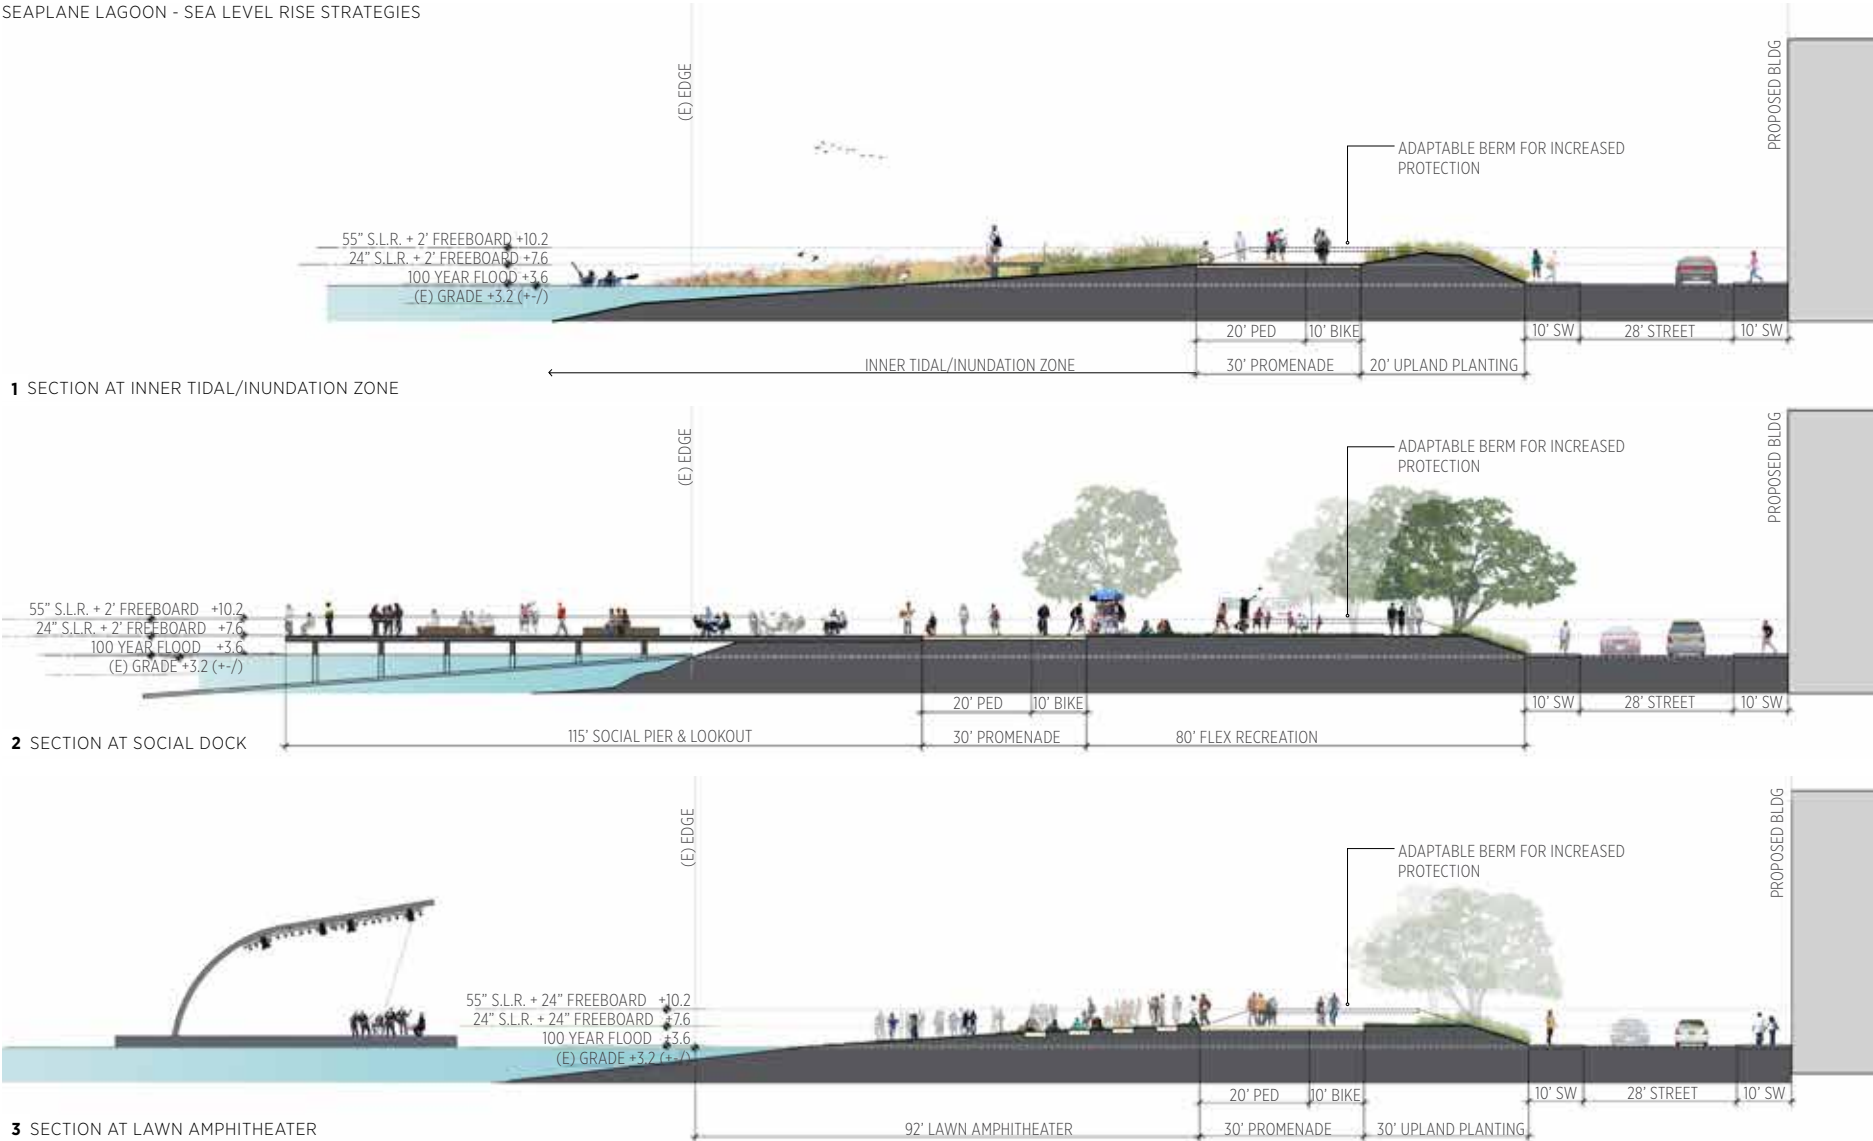 SEAPLANE LAGOON - SEA LEVEL RISE STRATEGIES
(E) EDGE
PROPOSED BLDG
ADAPTABLE BERM FOR INCREASED
PROTECTION
55" S.L.R. + 2' FREEBOARD +10.2
24" S.L.R. + 2' FREEBOARD +7.6
100 YEAR FLOOD +3.6
(E) GRADE +3.2 (+-/)
20' PED
10' BIKE
10' SW
28' STREET
10' SW
INNER TIDAL/INUNDATION ZONE
30' PROMENADE
20' UPLAND PLANTING
1 SECTION AT INNER TIDAL/INUNDATION ZONE
(E) EDGE
PROPOSED BLDG
ADAPTABLE BERM FOR INCREASED
PROTECTION
55" S.L.R. + 2' FREEBOARD +10.2
24" S.L.R. + 2' FREEBOARD +7.6
100 YEAR FLOOD +3.6
(E) GRADE +3.2 (+-/)
20' PED
10' BIKE
10' SW
28' STREET
10' SW
115' SOCIAL PIER & LOOKOUT
30' PROMENADE
80' FLEX RECREATION
2 SECTION AT SOCIAL DOCK
(E) EDGE
PROPOSED BLDG
ADAPTABLE BERM FOR INCREASED
PROTECTION
55" S.L.R. + 24" FREEBOARD +10.2
24" S.L.R. + 24" FREEBOARD +7.6
100 YEAR FLOOD +3.6
(E) GRADE +3.2 (+-/)
20' PED
10' BIKE
10' SW
28' STREET
10' SW
92' LAWN AMPHITHEATER
30' PROMENADE
30' UPLAND PLANTING
3 SECTION AT LAWN AMPHITHEATER